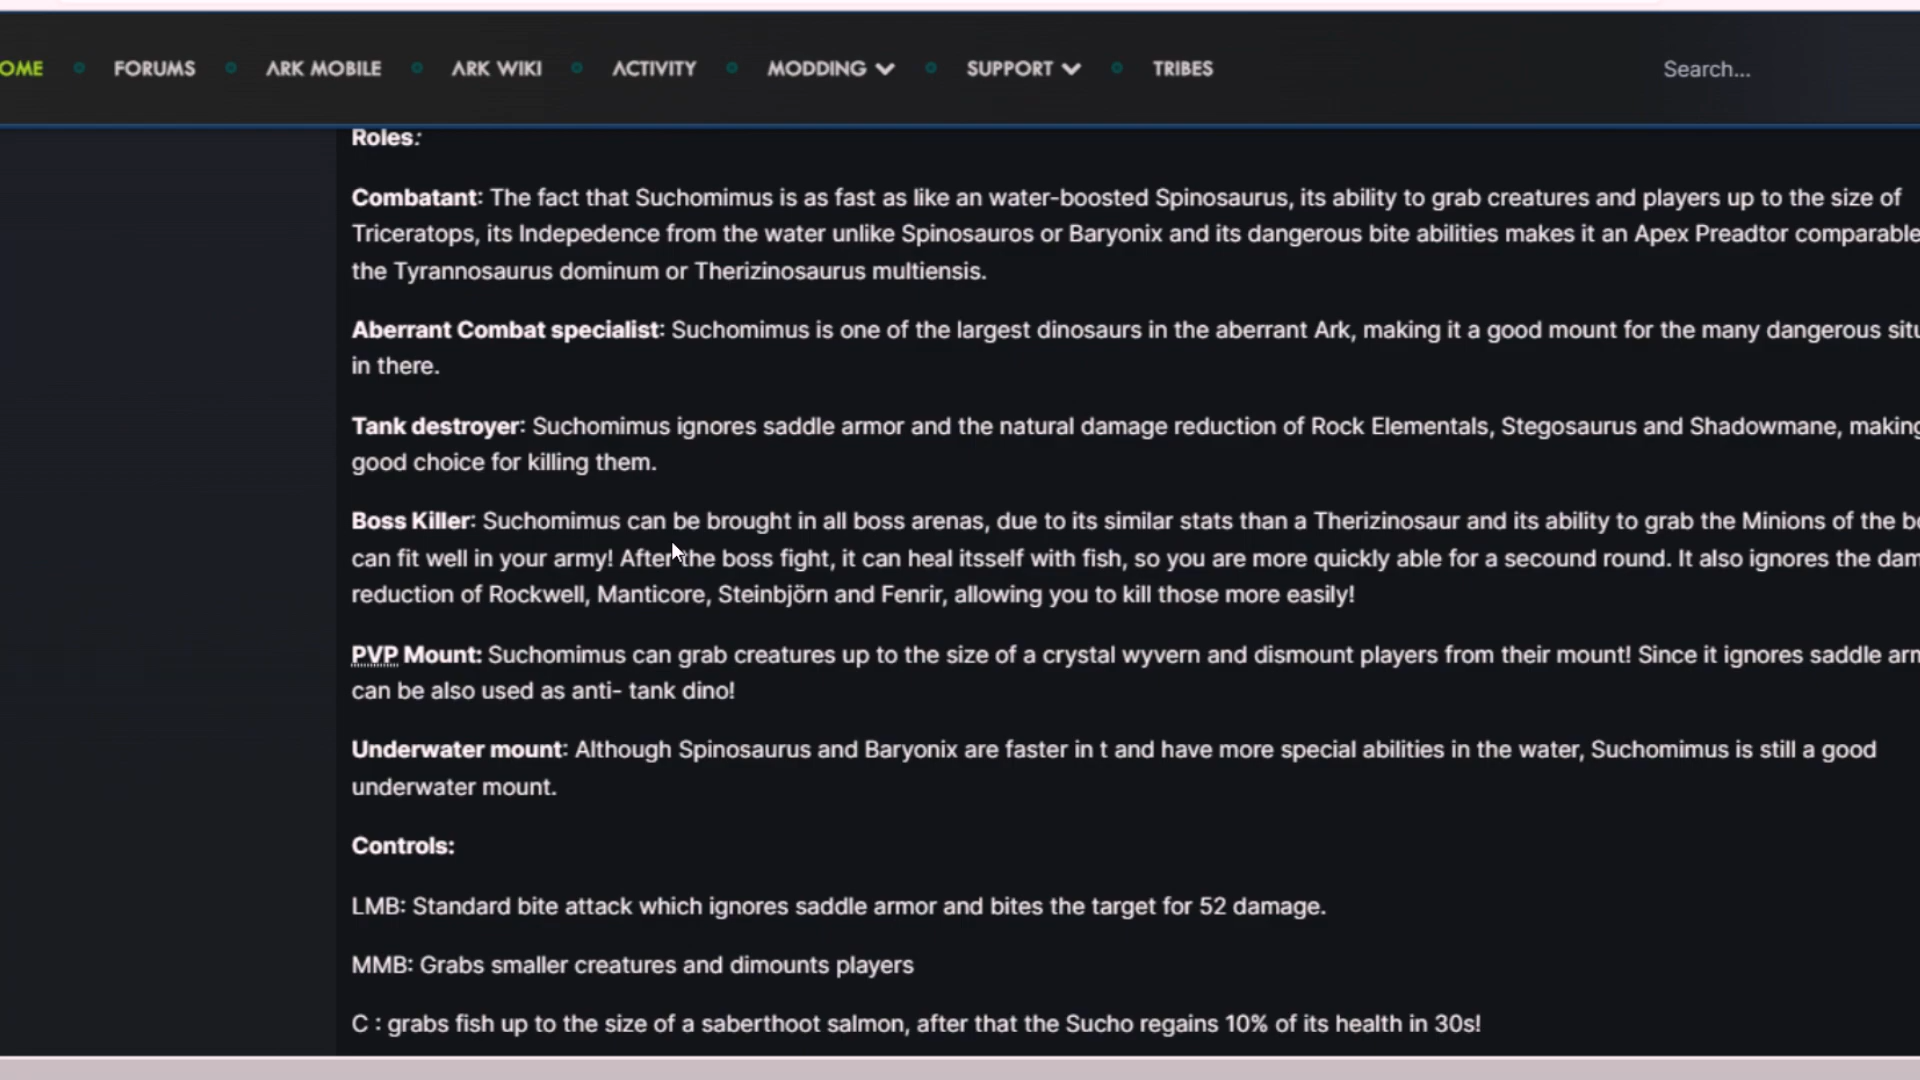 OME FORUMS ARK MOBILE ARK WIKI ACTIVITY MODDING SUPPORT TRIBES Search...
Roles:
Combatant: The fact that Suchomimus is as fast as like an water-boosted Spinosaurus, its ability to grab creatures and players up to the size of
Triceratops, its Indepedence from the water unlike Spinosauros or Baryonix and its dangerous bite abilities makes it an Apex Preadtor comparable
the Tyrannosaurus dominum or Therizinosaurus multiensis.
Aberrant Combat specialist: Suchomimus is one of the largest dinosaurs in the aberrant Ark, making it a good mount for the many dangerous situ
in there.
Tank destroyer: Suchomimus ignores saddle armor and the natural damage reduction of Rock Elementals, Stegosaurus and Shadowmane, making
good choice for killing them.
Boss Killer: Suchomimus can be brought in all boss arenas, due to its similar stats than a Therizinosaur and its ability to grab the Minions of the bo
can fit well in your army! After the boss fight, it can heal itsself with fish, so you are more quickly able for a secound round. It also ignores the dam
reduction of Rockwell, Manticore, Steinbjörn and Fenrir, allowing you to kill those more easily!
PVP Mount: Suchomimus can grab creatures up to the size of a crystal wyvern and dismount players from their mount! Since it ignores saddle arm
can be also used as anti- tank dino!
Underwater mount: Although Spinosaurus and Baryonix are faster in t and have more special abilities in the water, Suchomimus is still a good
underwater mount.
Controls:
LMB: Standard bite attack which ignores saddle armor and bites the target for 52 damage.
MMB: Grabs smaller creatures and dimounts players
C : grabs fish up to the size of a saberthoot salmon, after that the Sucho regains 10% of its health in 30s!